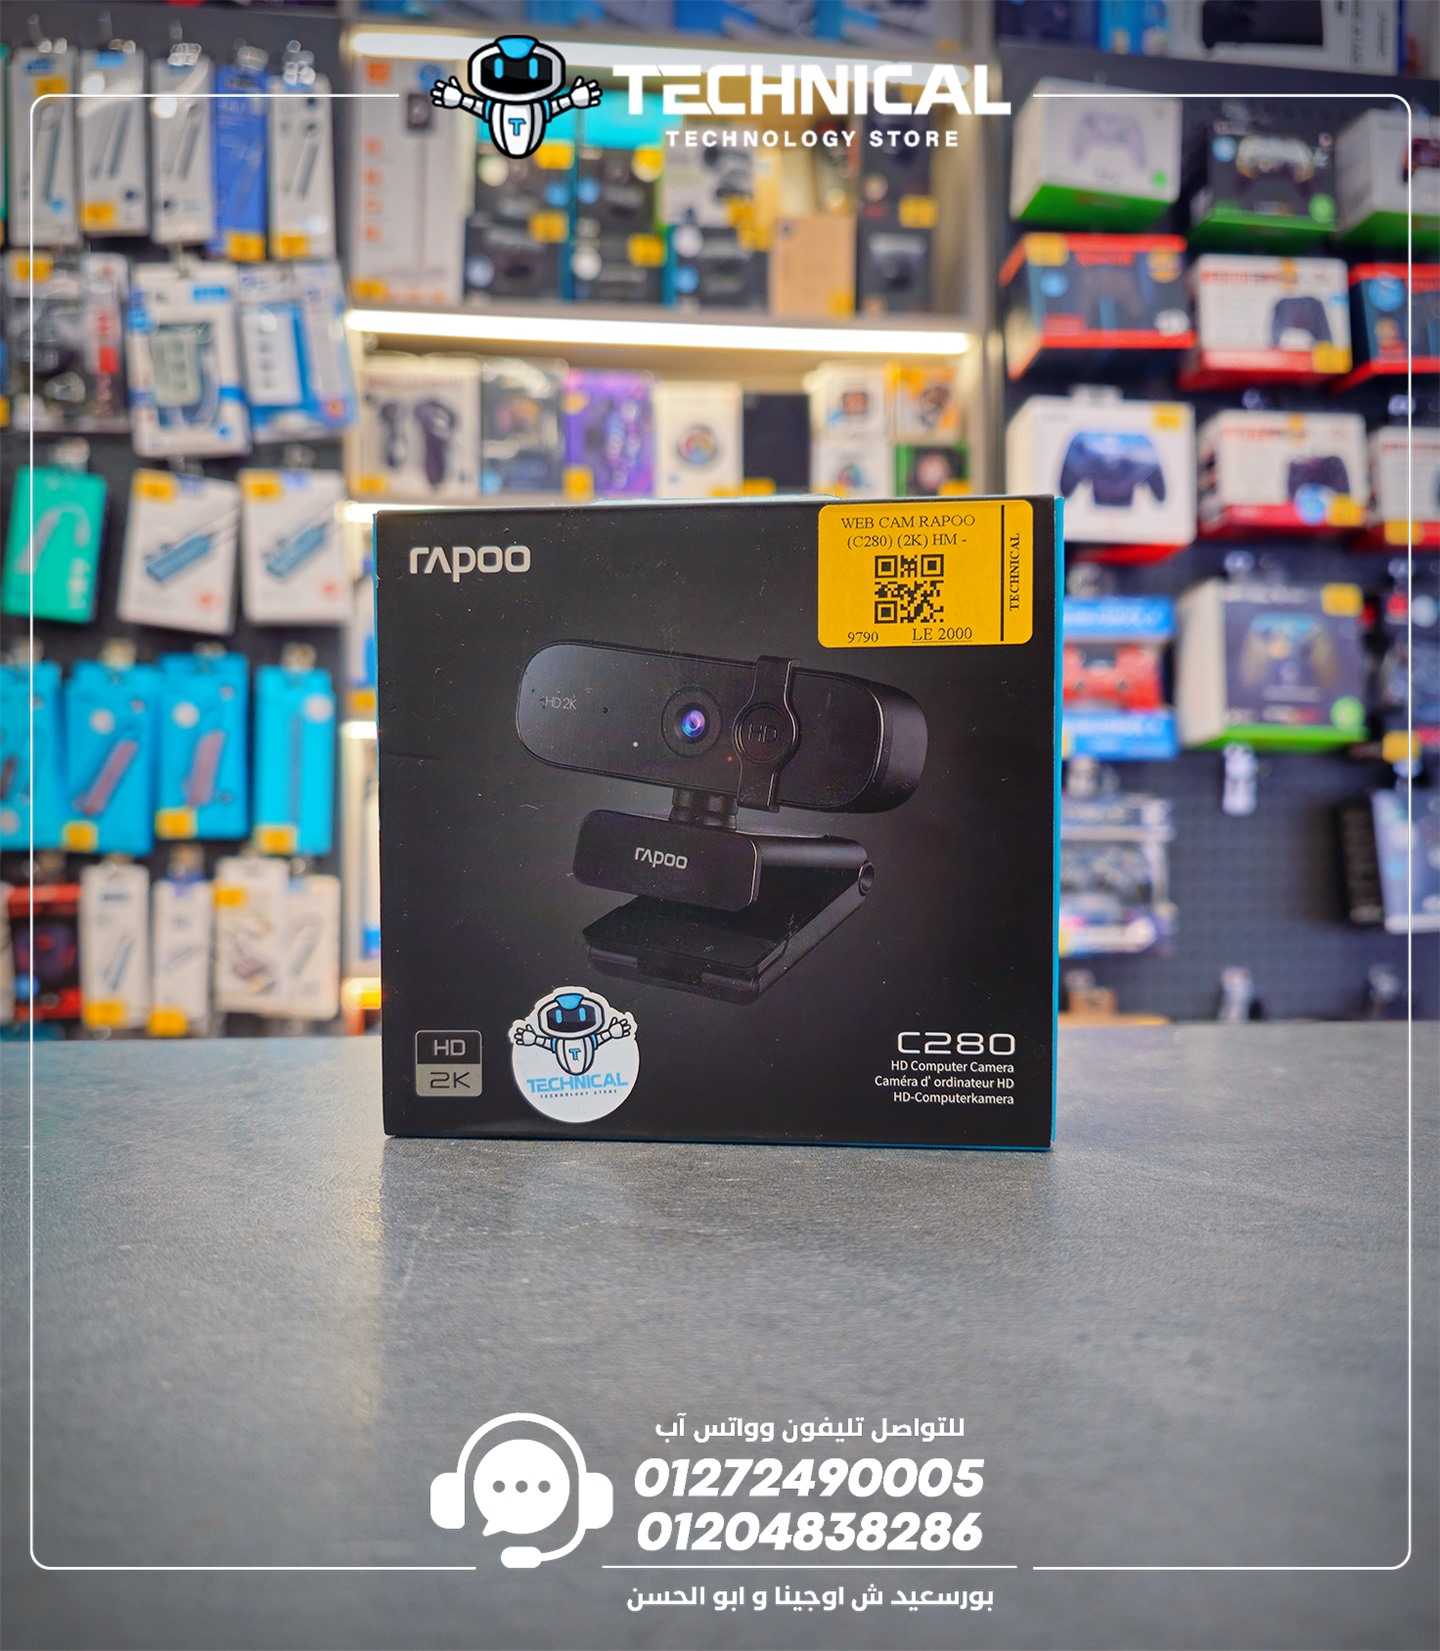 TECHNICAL
TECHNOLOGY STORE
rapoo
WEB CAM RAPOO
(C280) (2K) HM -
TECHNICAL
9790 LE 2000
HD 2K
HD
rapoo
HD
2K
T
TECHNICAL
TECHNOLOGY STORE
C280
HD Computer Camera
Caméra d' ordinateur HD
HD-Computerkamera
للتواصل تليفون وواتس آب
01272490005
01204838286
بورسعيد ش اوجينا و ابو الحسن